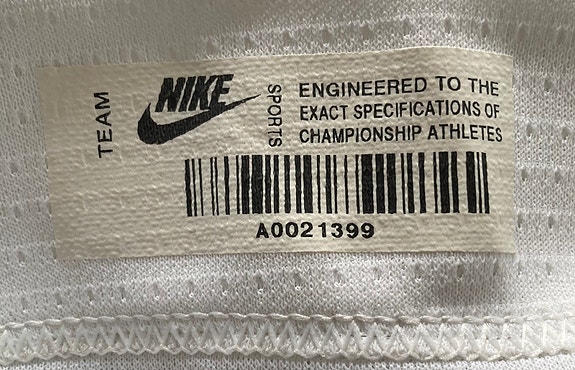 TEAM
NIKE
SPORTS
ENGINEERED TO THE
EXACT SPECIFICATIONS OF
CHAMPIONSHIP ATHLETES
A0021399